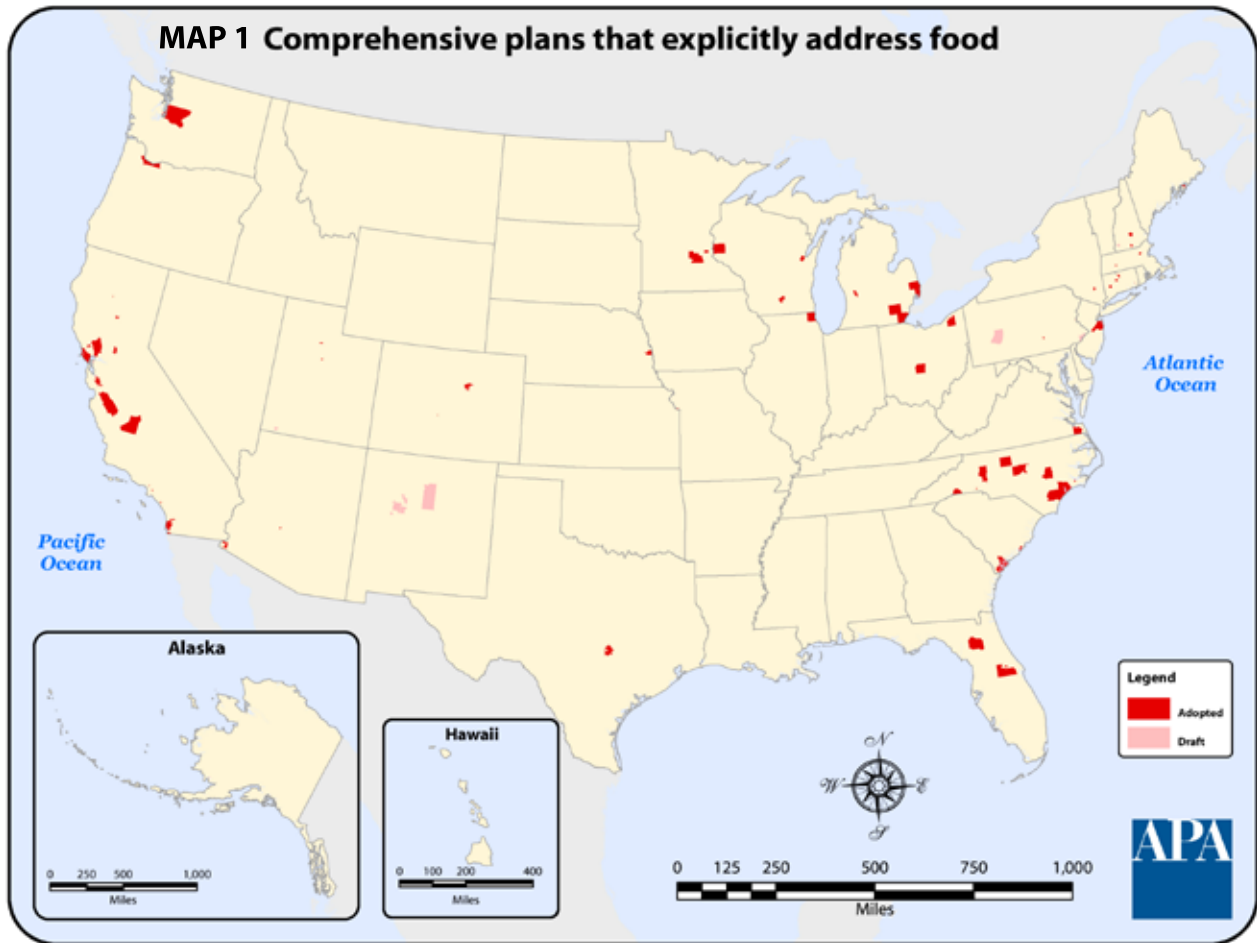 MAP 1 Comprehensive plans that explicitly address food
Atlantic
Ocean
Pacific
Ocean
Alaska
0 250 500 1,000
Miles
Hawaii
0 100 200 400
Miles
N
W E
S
0 125 250 500 750 1,000
Miles
Legend
Adopted
Draft
APA